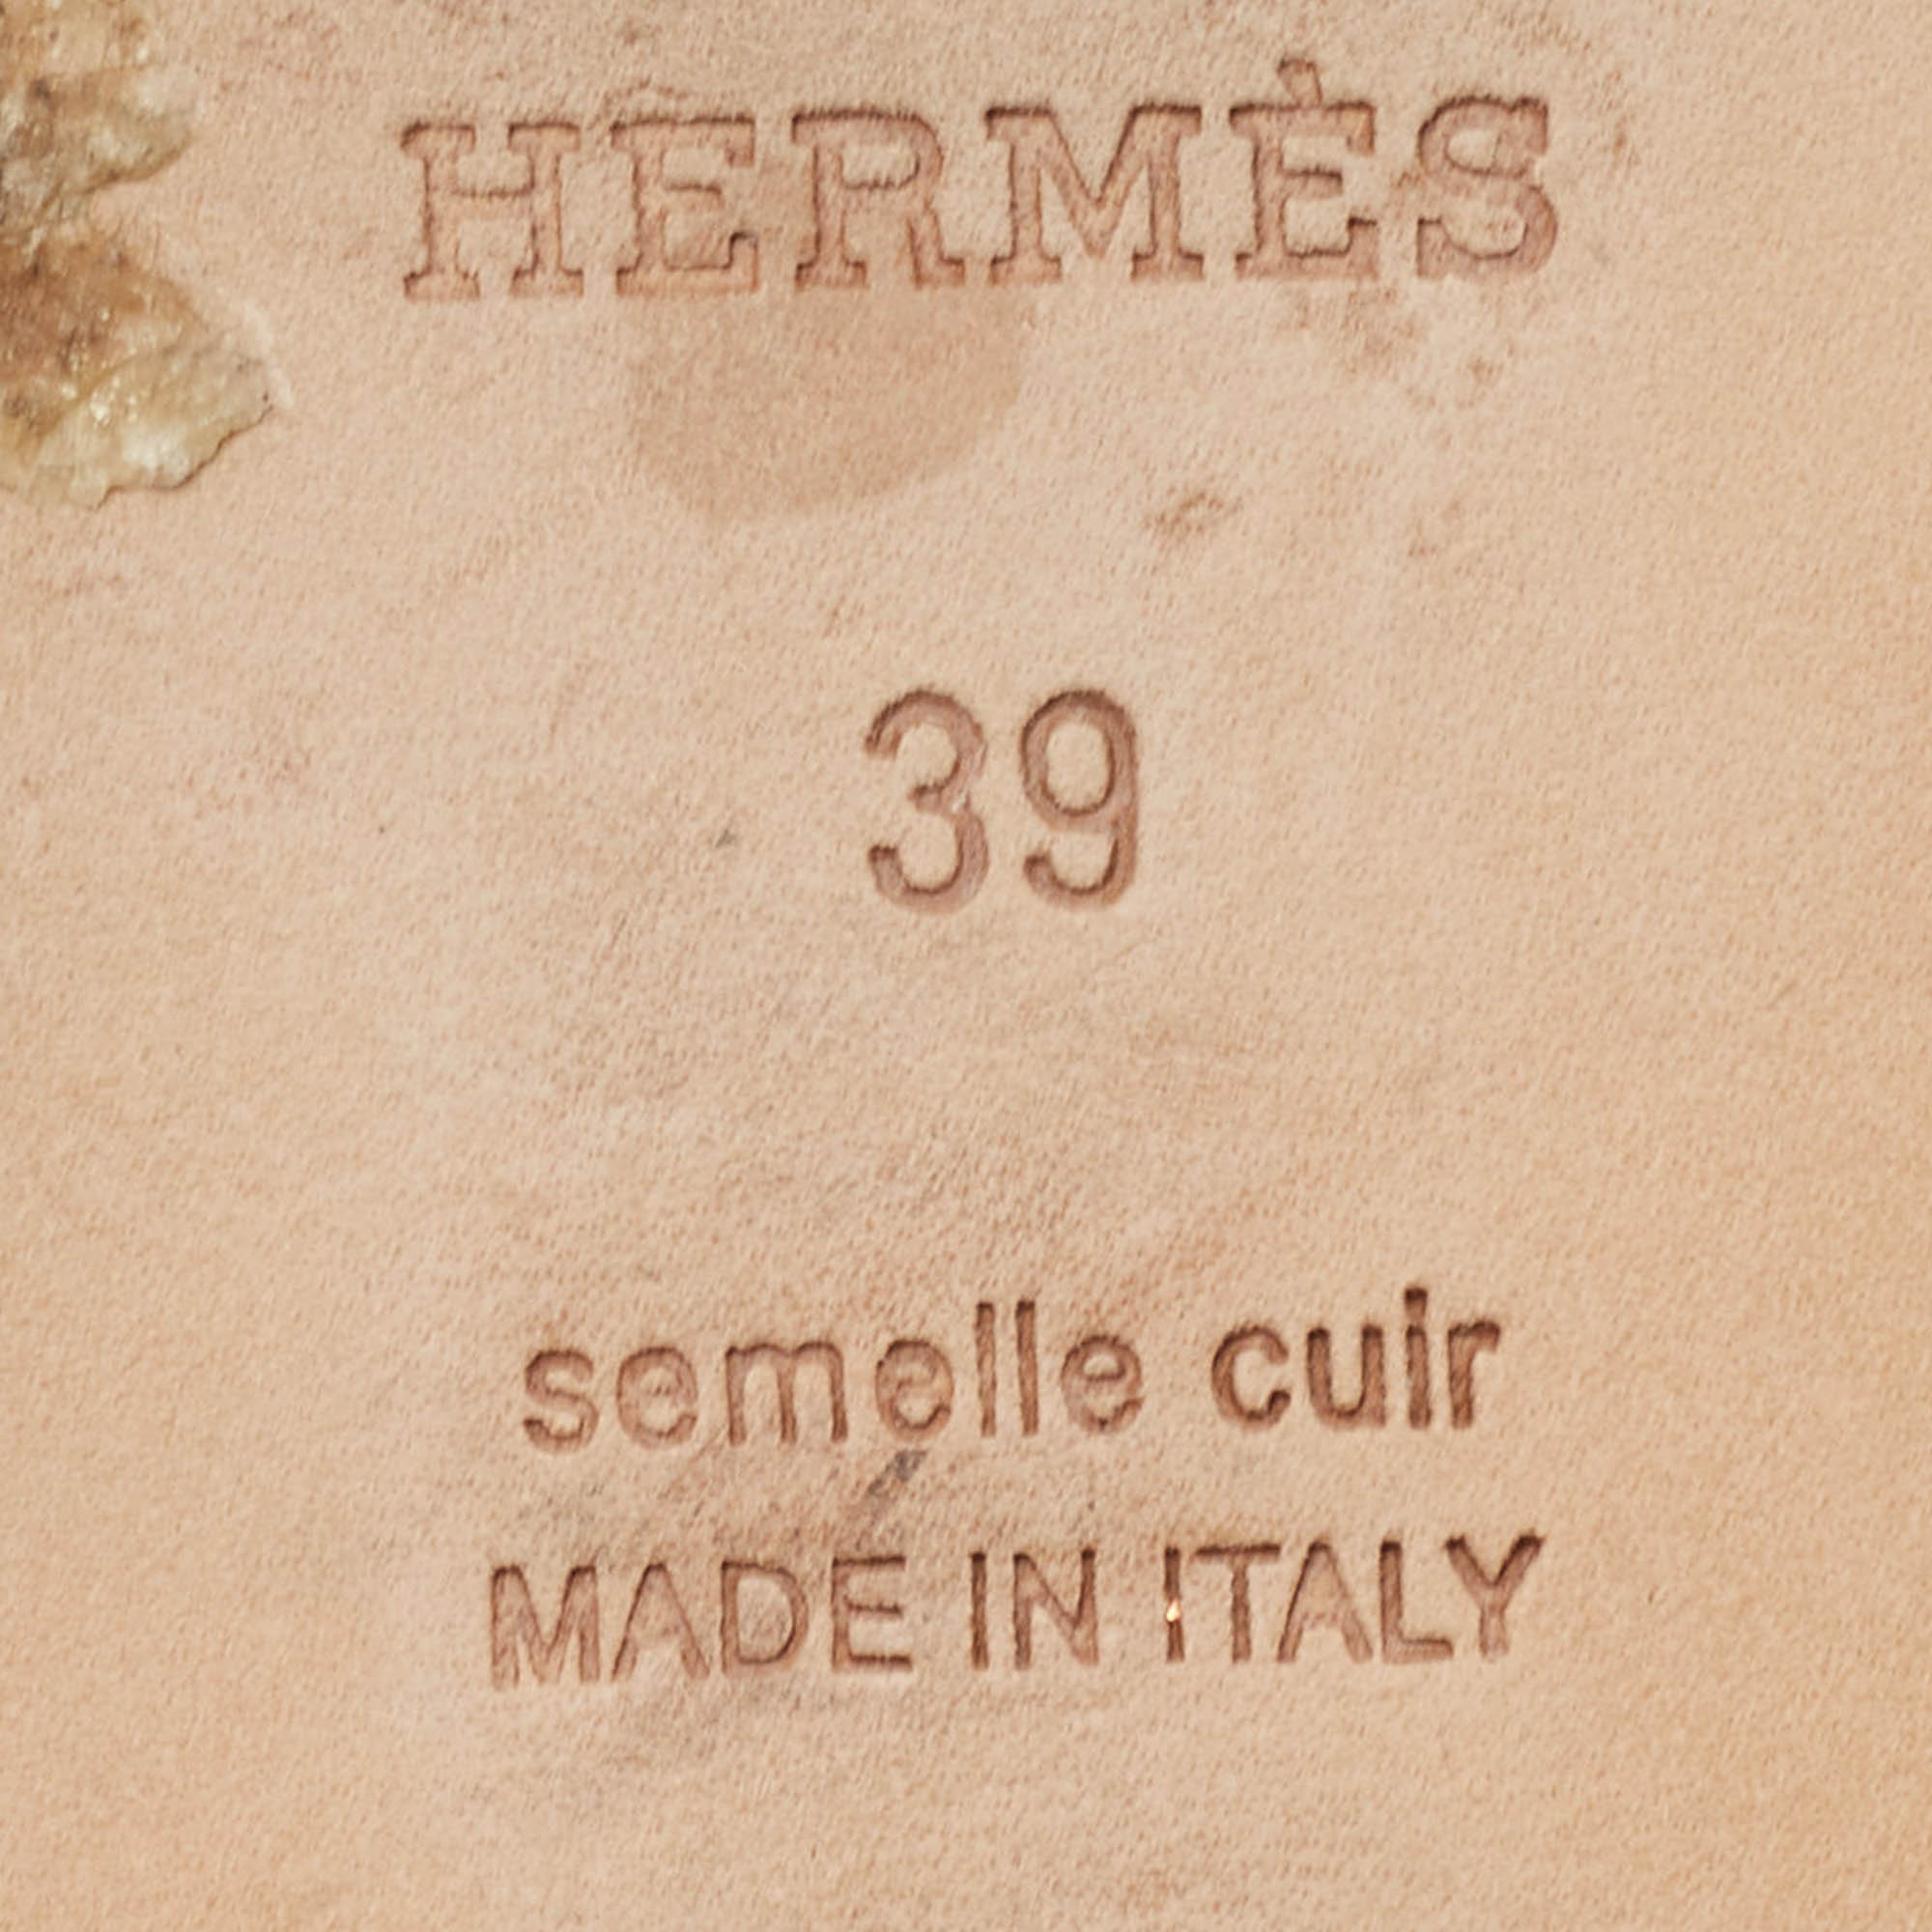 HERMÈS
39
semelle cuir
MADE IN ITALY